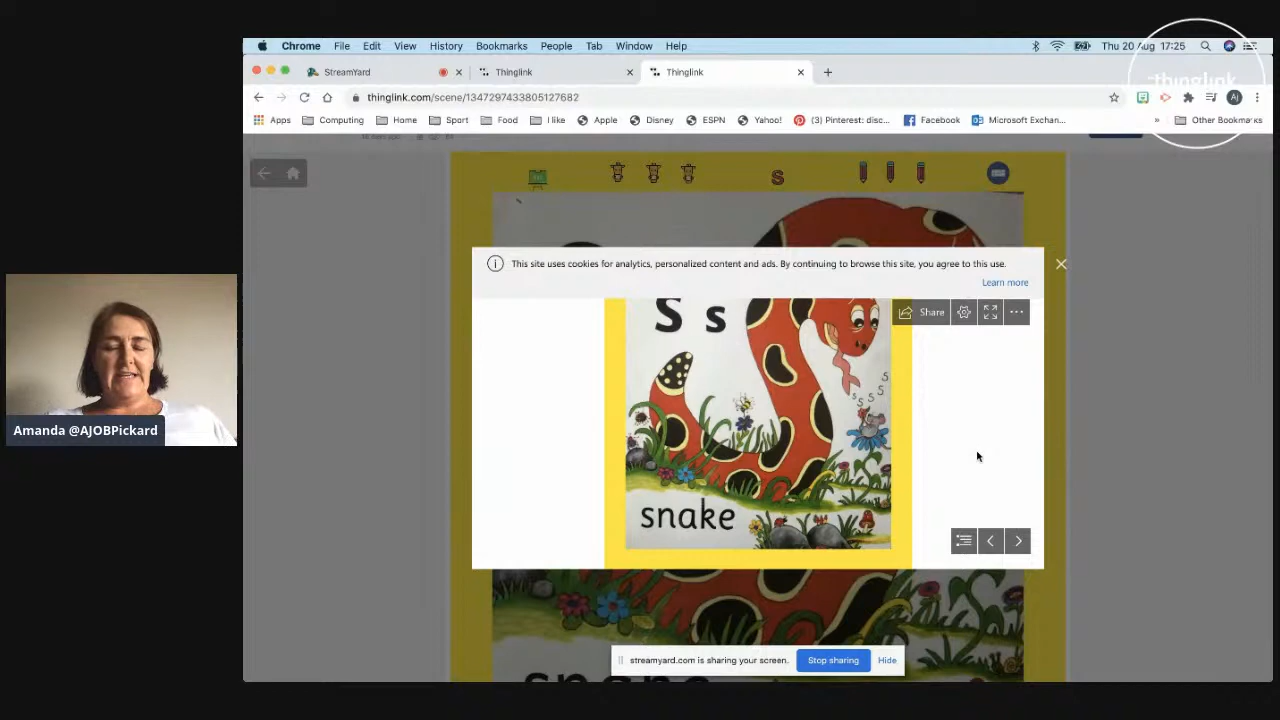 Chrome File Edit View History Bookmarks People Tab Window Help
Thu 20 Aug 17:25
StreamYard
Thinglink
Thinglink
thinglink
thinglink.com/scene/1347297433805127682
AJ
Apps Computing Home Sport Food I like Apple Disney ESPN Yahoo! (3) Pinterest: disc... Facebook Microsoft Exchan... » Other Bookmarks
s
This site uses cookies for analytics, personalized content and ads. By continuing to browse this site, you agree to this use.
Learn more
Share
S s
s s s s
snake
Amanda @AJOBPickard
streamyard.com is sharing your screen. Stop sharing Hide